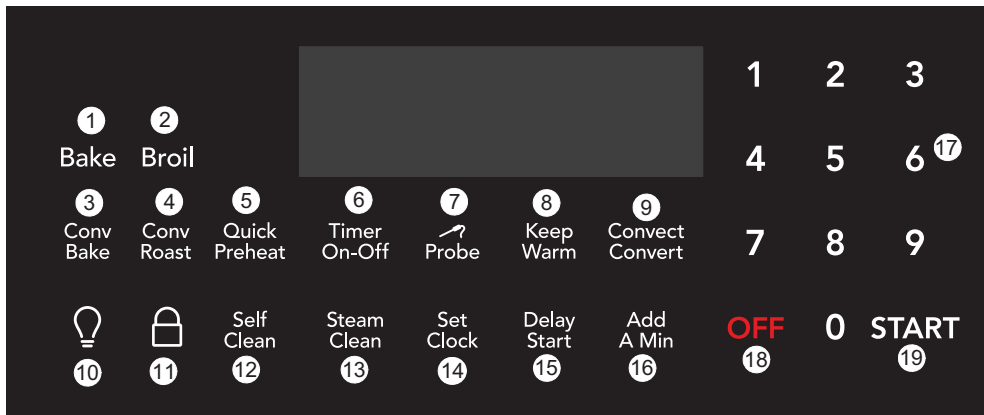 1 2 3
1 2
Bake Broil
4 5 6 17
3 4 5 6 7 8 9
Conv Conv Quick Timer Keep Convect
Bake Roast Preheat On-Off Probe Warm Convert
7 8 9
Self Steam Set Delay Add
Clean Clean Clock Start A Min
OFF 0 START
10 11 12 13 14 15 16 18 19